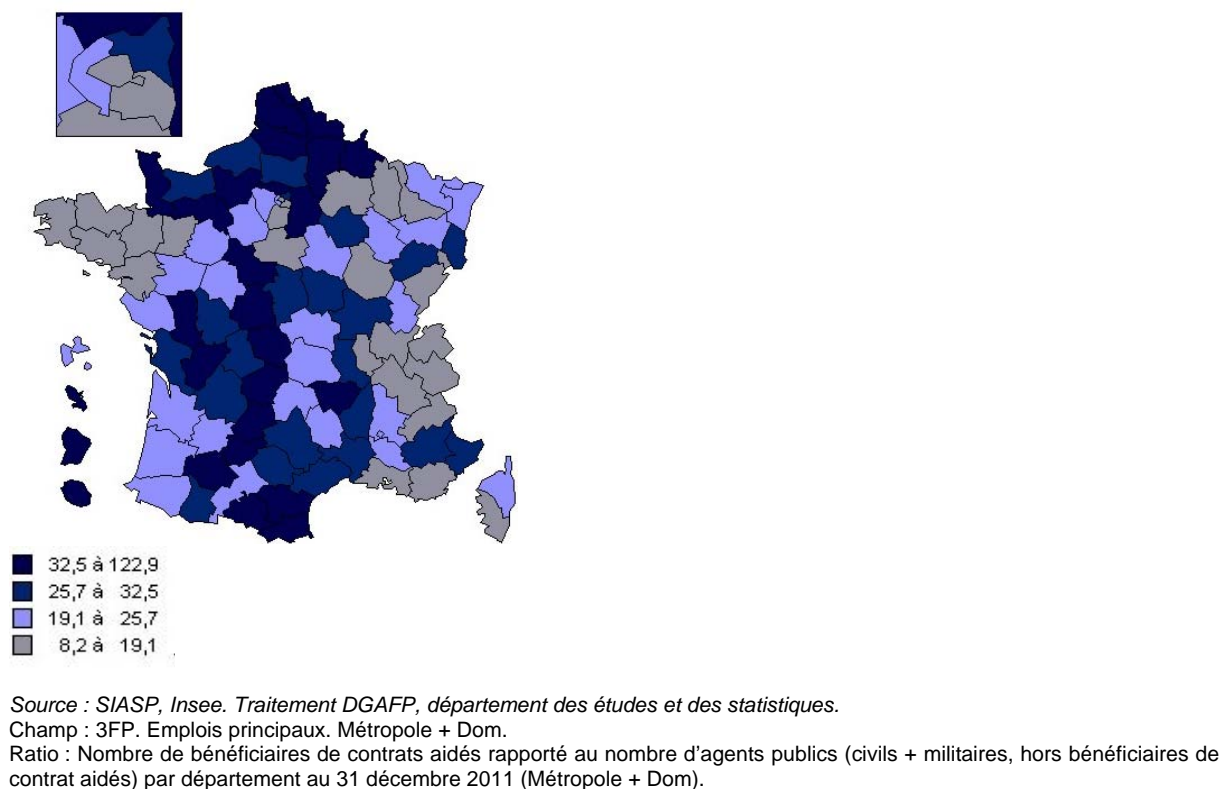 32,5 à 122,9
25,7 à 32,5
19,1 à 25,7
8,2 à 19,1
Source : SIASP, Insee. Traitement DGAFP, département des études et des statistiques.
Champ : 3FP. Emplois principaux. Métropole + Dom.
Ratio : Nombre de bénéficiaires de contrats aidés rapporté au nombre d'agents publics (civils + militaires, hors bénéficiaires de
contrat aidés) par département au 31 décembre 2011 (Métropole + Dom).